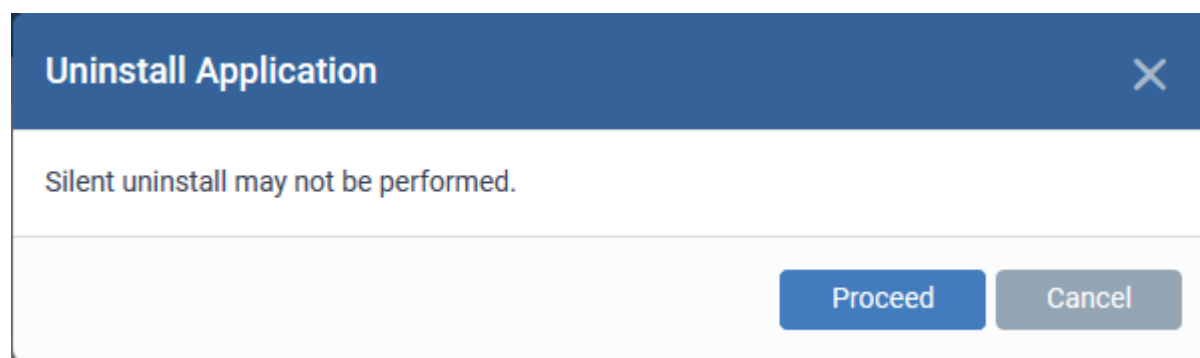 Uninstall Application
Silent uninstall may not be performed.
Proceed Cancel